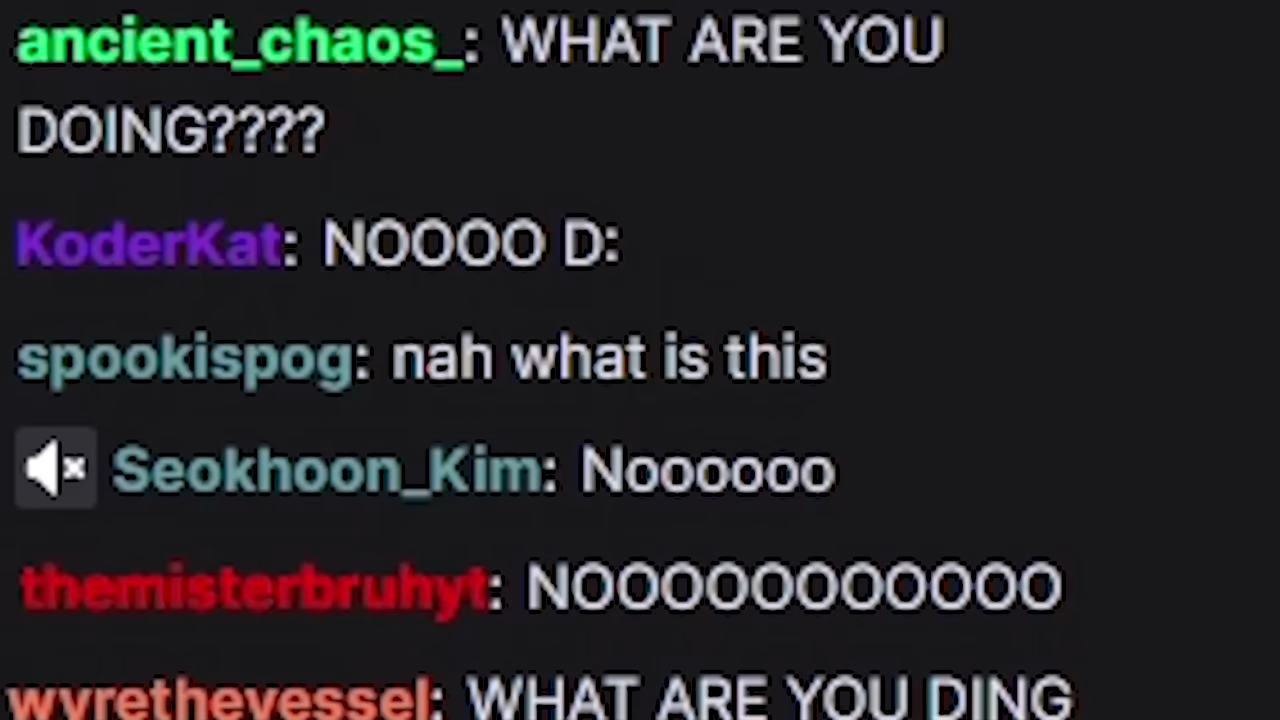 ancient_chaos_: WHAT ARE YOU
DOING????
KoderKat: NOOOO D:
spookispog: nah what is this
Seokhoon_Kim: Noooooo
themisterbruhyt: NOOOOOOOOOOO
wyrethevessel: WHAT ARE YOU DING